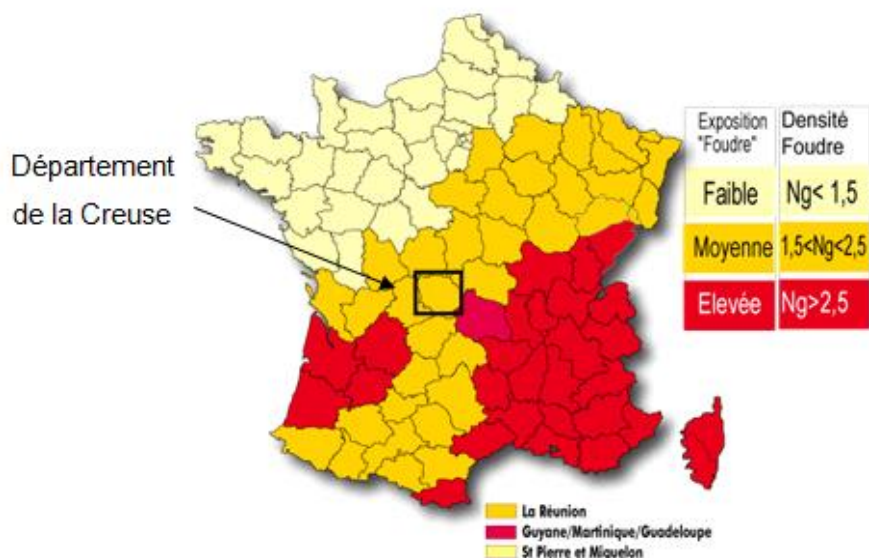 Département
de la Creuse
Exposition "Foudre" Densité Foudre
Faible Ng< 1,5
Moyenne 1,5<Ng<2,5
Elevée Ng>2,5
La Réunion
Guyane/Martinique/Guadeloupe
St Pierre et Miquelon